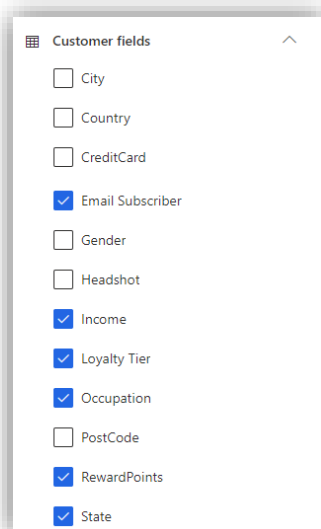 Customer fields
City
Country
CreditCard
Email Subscriber
Gender
Headshot
Income
Loyalty Tier
Occupation
PostCode
RewardPoints
State